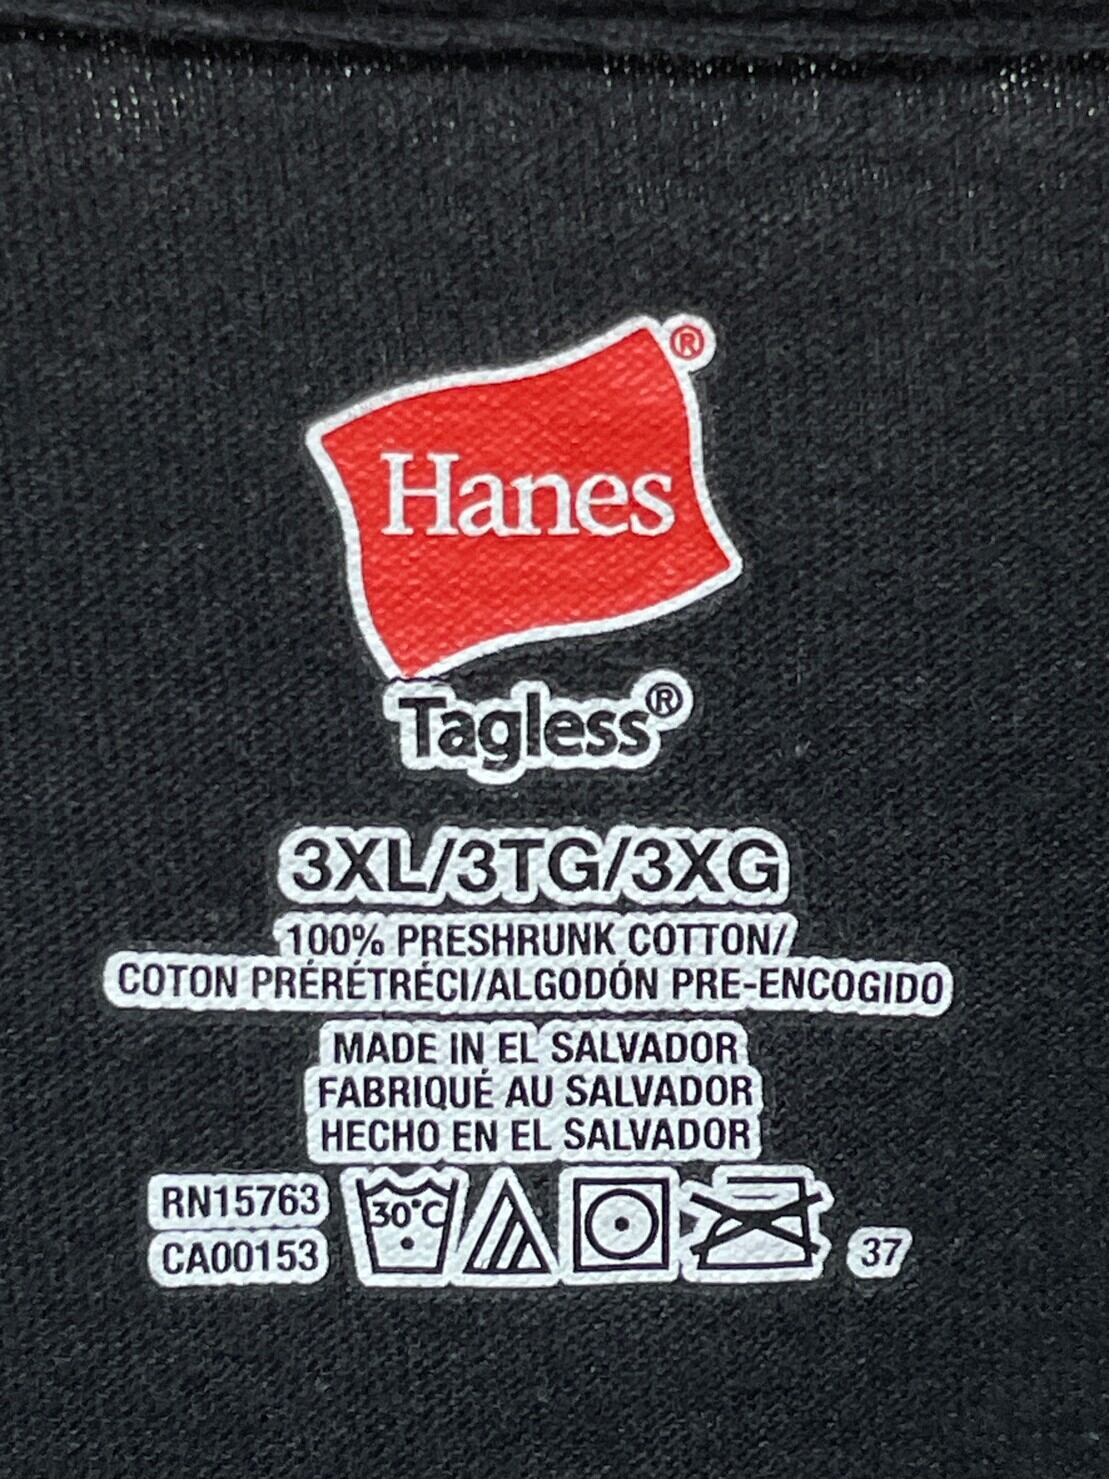 Hanes®
Tagless®
3XL/3TG/3XG
100% PRESHRUNK COTTON/
COTON PRÉRÉTRÉCI/ALGODÓN PRE-ENCOGIDO
MADE IN EL SALVADOR
FABRIQUÉ AU SALVADOR
HECHO EN EL SALVADOR
RN15763
CA00153
30°C
37